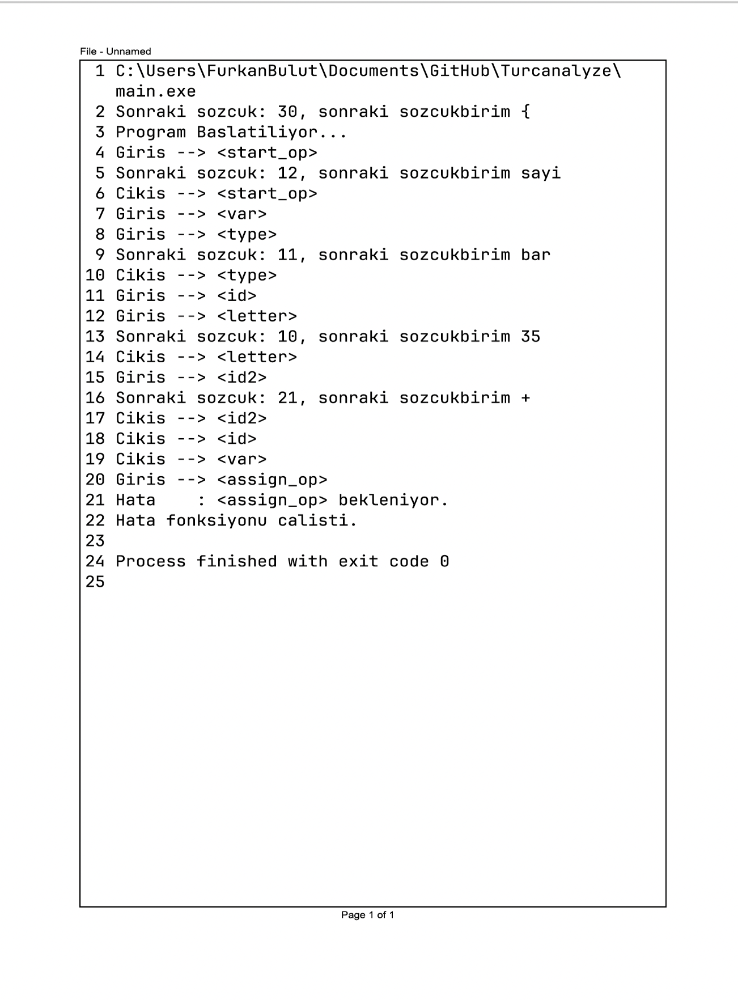 File - Unnamed
1 C:\Users\FurkanBulut\Documents\GitHub\Turcanalyze\
main.exe
2 Sonraki sozcuk: 30, sonraki sozcukbirim {
3 Program Baslatiliyor...
4 Giris --> <start_op>
5 Sonraki sozcuk: 12, sonraki sozcukbirim sayi
6 Cikis --> <start_op>
7 Giris --> <var>
8 Giris --> <type>
9 Sonraki sozcuk: 11, sonraki sozcukbirim bar
10 Cikis --> <type>
11 Giris --> <id>
12 Giris --> <letter>
13 Sonraki sozcuk: 10, sonraki sozcukbirim 35
14 Cikis --> <letter>
15 Giris --> <id2>
16 Sonraki sozcuk: 21, sonraki sozcukbirim +
17 Cikis --> <id2>
18 Cikis --> <id>
19 Cikis --> <var>
20 Giris --> <assign_op>
21 Hata    : <assign_op> bekleniyor.
22 Hata fonksiyonu calisti.
23
24 Process finished with exit code 0
25
Page 1 of 1